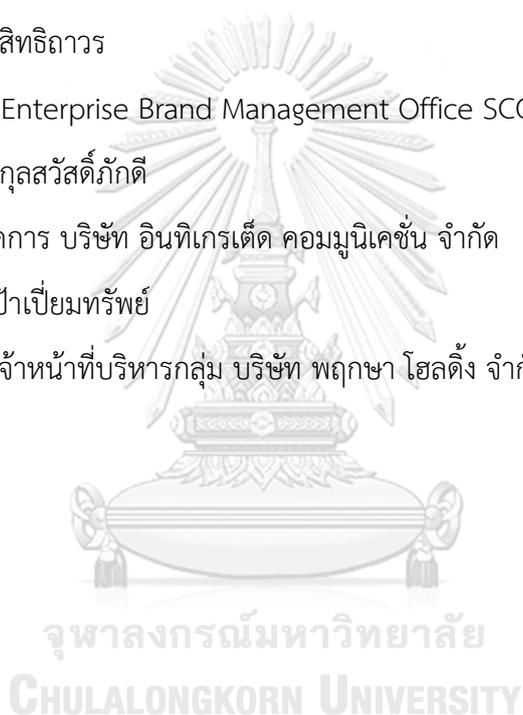 สิทธิถาวร
Enterprise Brand Management Office SCG
กุลสวัสดิ์ภักดี
การ บริษัท อินทิเกรเต็ด คอมมูนิเคชั่น จำกัด
เปี่ยมทรัพย์
จ้าหน้าที่บริหารกลุ่ม บริษัท พฤกษา โฮลดิ้ง
จุฬาลงกรณ์มหาวิทยาลัย
CHULALONGKORN UNIVERSITY